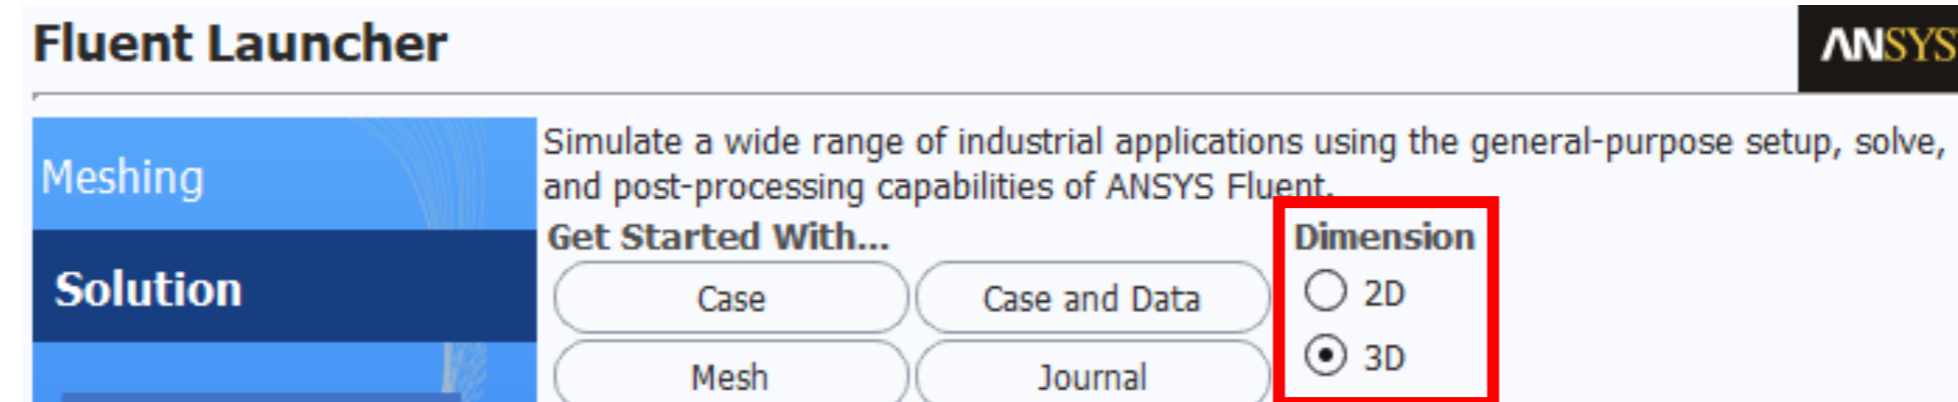 Fluent Launcher
ANSYS
Meshing
Solution
Simulate a wide range of industrial applications using the general-purpose setup, solve,
and post-processing capabilities of ANSYS Fluent.
Get Started With...
Dimension
Case
Case and Data
2D
Mesh
Journal
3D